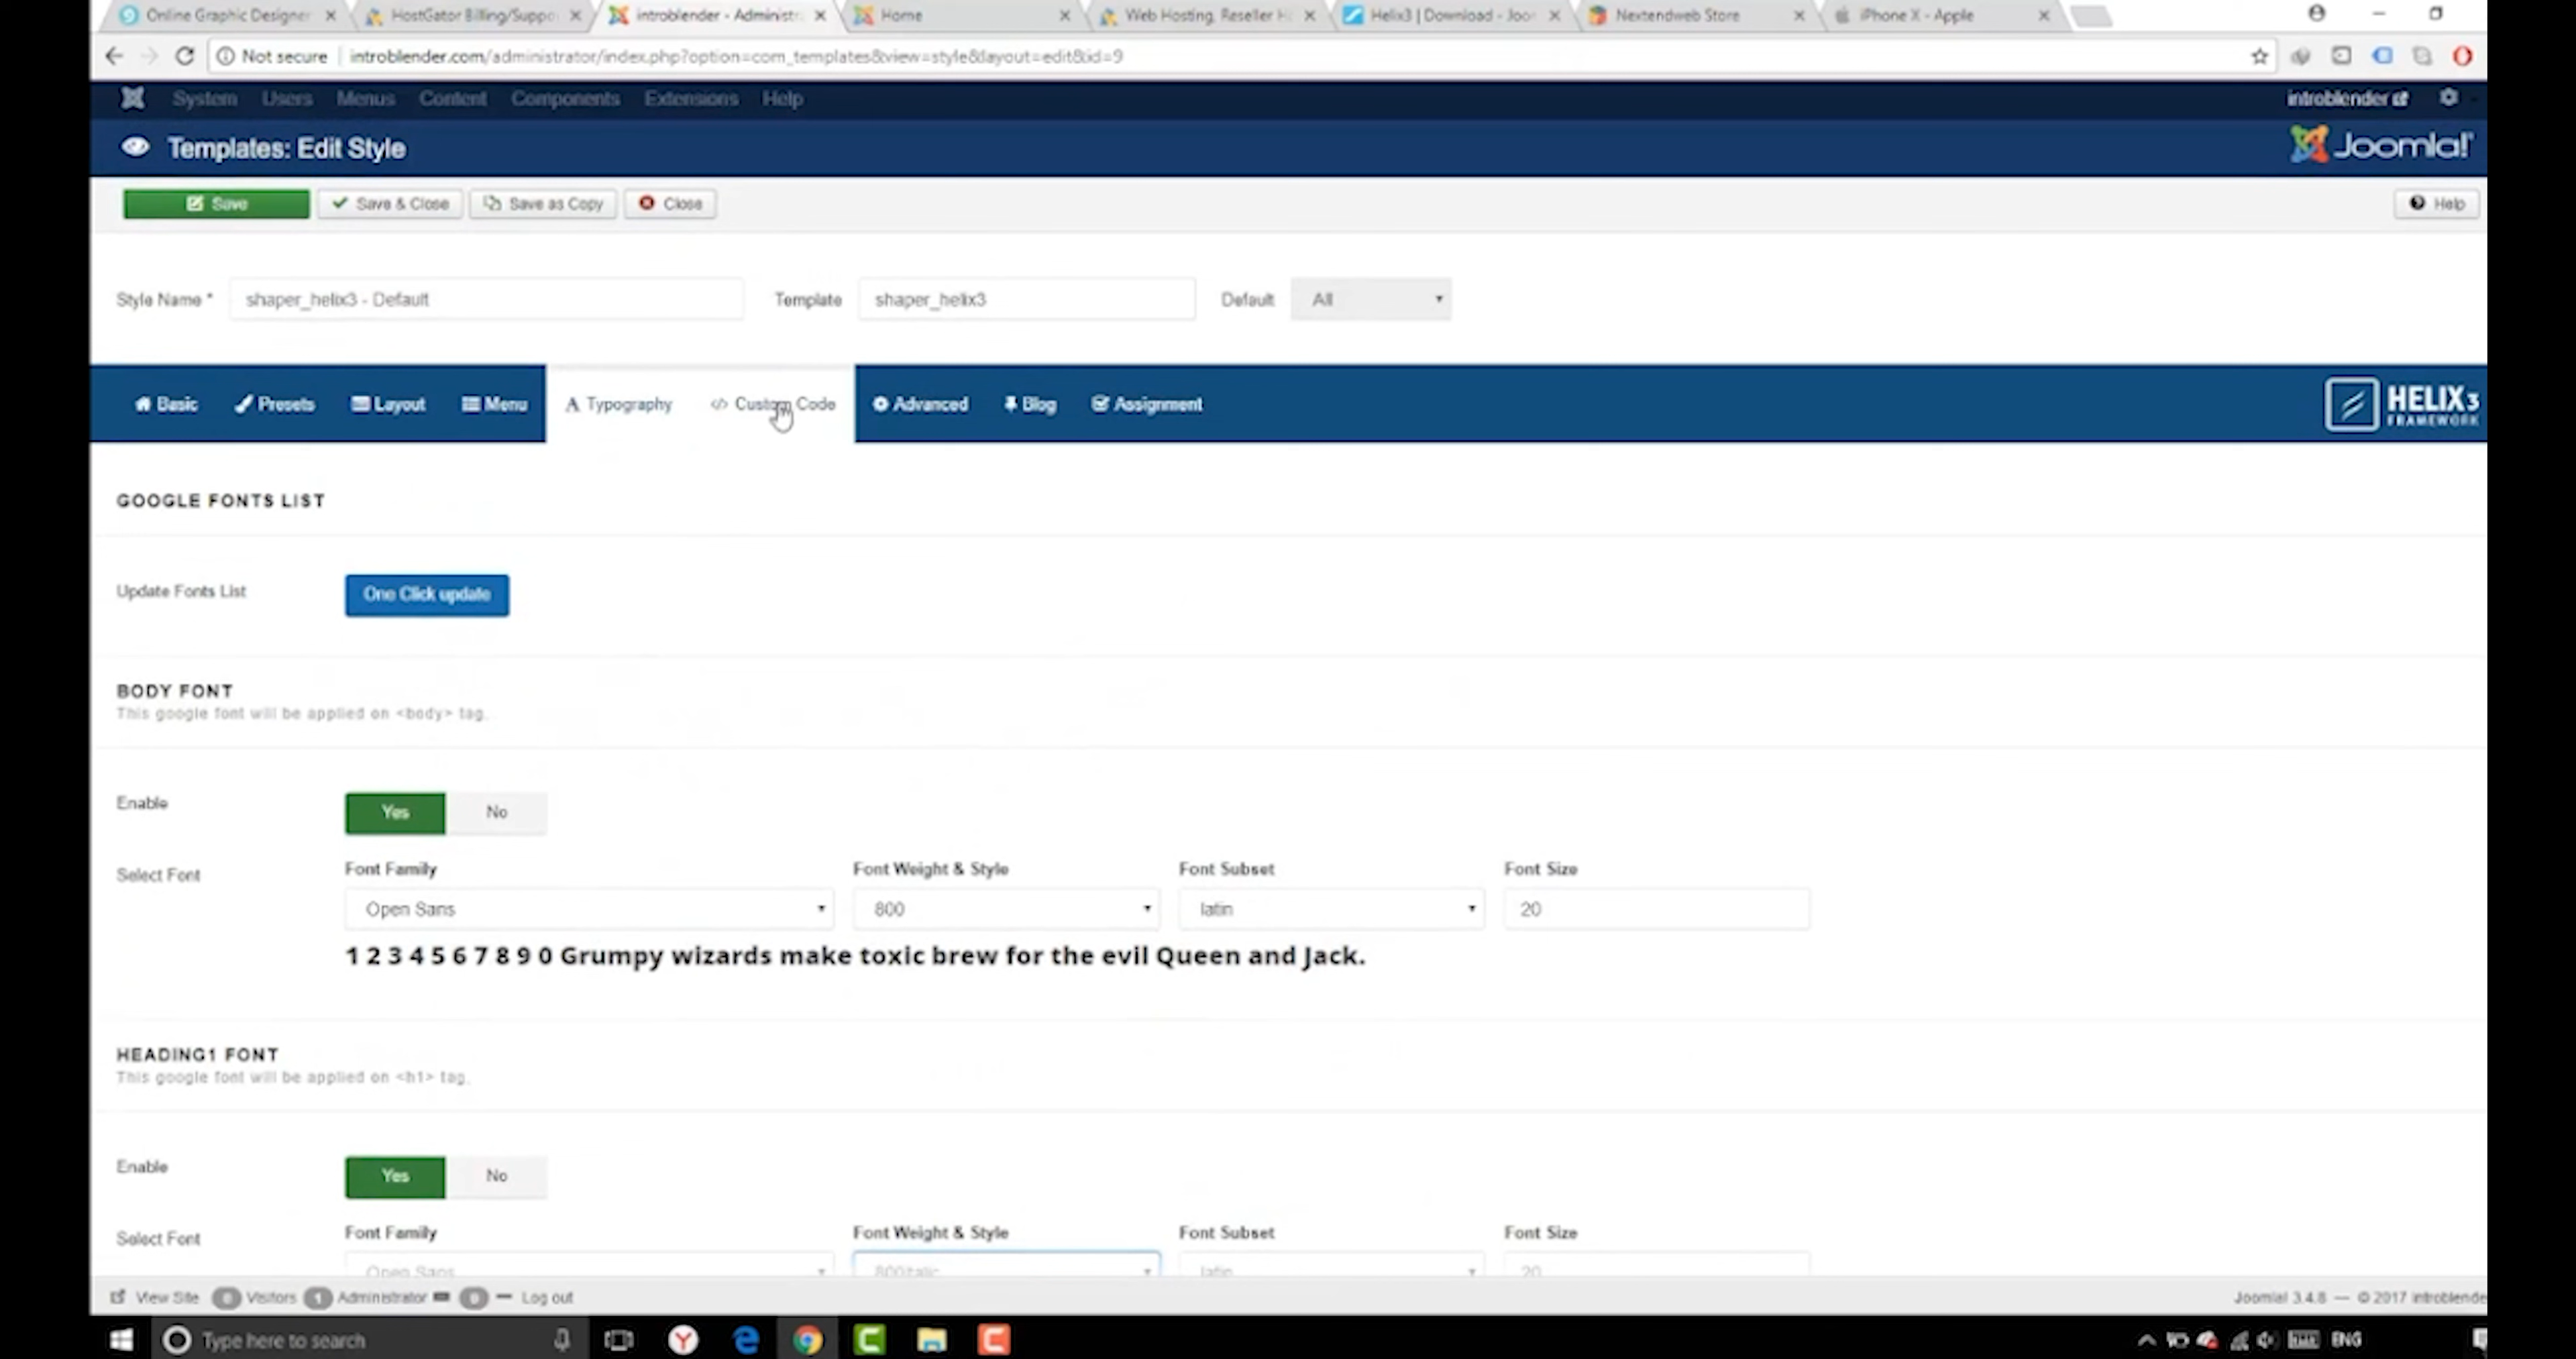 Online Graphic Designer
HostGator Billing/Suppo
introblender - Administra
Home
Web Hosting, Reseller H
Helix3 | Download - Joo
Nextendweb Store
iPhone X - Apple
Not secure
introblender.com/administrator/index.php?option=com_templates&view=style&layout=edit&id=9
System Users Menus Content Components Extensions Help
introblender
Templates: Edit Style
Joomla!
Save
Save & Close
Save as Copy
Close
Help
Style Name *
shaper_helix3 - Default
Template
shaper_helix3
Default
All
Basic Presets Layout Menu Typography Custom Code Advanced Blog Assignment
HELIX3
FRAMEWORK
GOOGLE FONTS LIST
Update Fonts List
One Click update
BODY FONT
This google font will be applied on <body> tag.
Enable
Yes No
Select Font
Font Family Font Weight & Style Font Subset Font Size
Open Sans 800 latin 20
1 2 3 4 5 6 7 8 9 0 Grumpy wizards make toxic brew for the evil Queen and Jack.
HEADING1 FONT
This google font will be applied on <h1> tag.
Enable
Yes No
Select Font
Font Family Font Weight & Style Font Subset Font Size
Open Sans 800italic latin 20
View Site 0 Visitors 1 Administrator 0 Log out
Joomla! 3.4.8 — © 2017 introblende
Type here to search
ENG